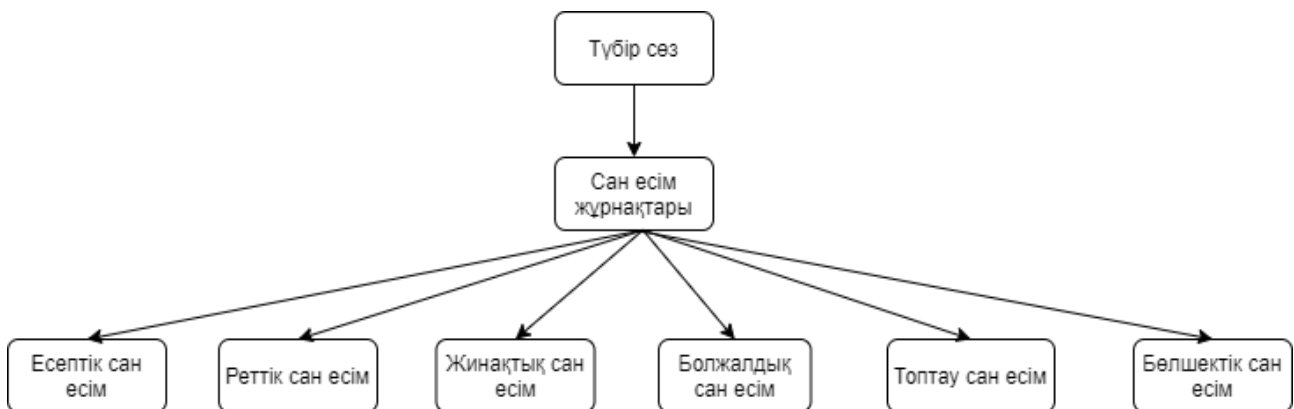 Түбір сөз
Сан есім
жұрнақтары
Есептік сан
есім
Реттік сан есім
Жинақтық сан
есім
Болжалдық
сан есім
Топтау сан есім
Бөлшектік сан
есім